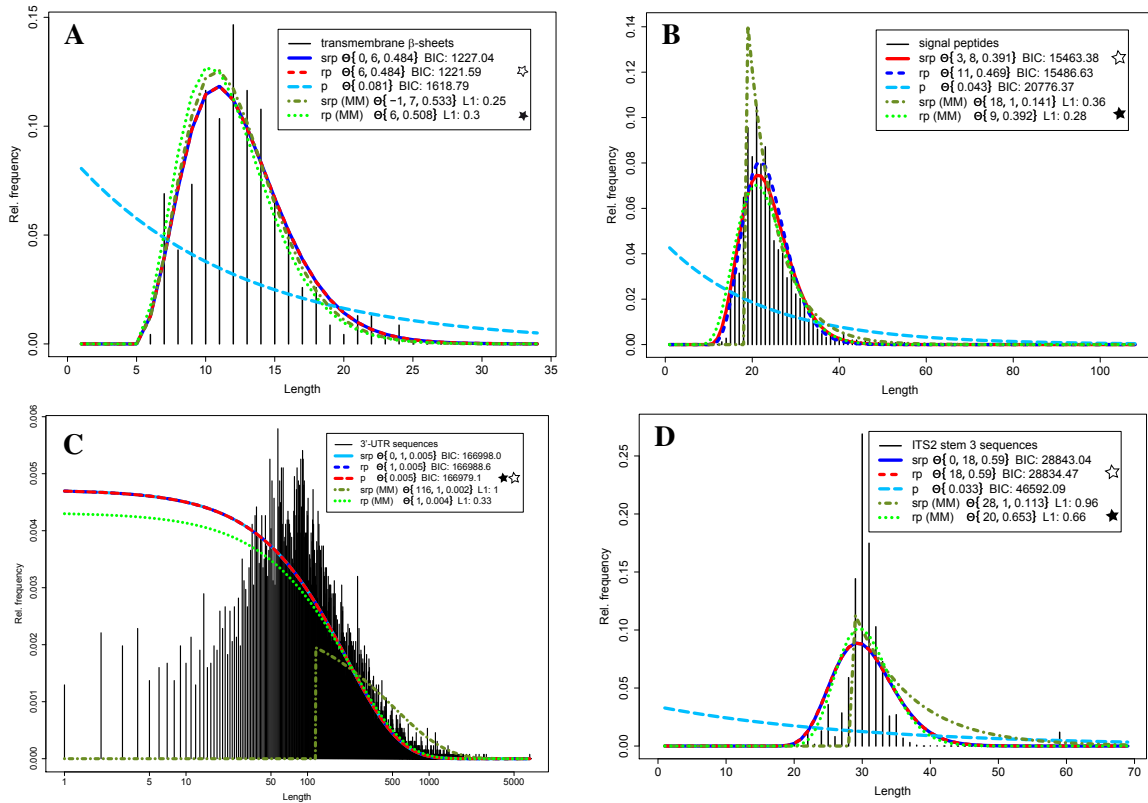 A
transmembrane β-sheets
srp Θ{ 0, 6, 0.484} BIC: 1227.04
rp Θ{ 6, 0.484} BIC: 1221.59
p Θ{ 0.081} BIC: 1618.79
srp (MM) Θ{ −1, 7, 0.533} L1: 0.25
rp (MM) Θ{ 6, 0.508} L1: 0.3
Rel. frequency
0.15
0.10
0.05
0.00
0 5 10 15 20 25 30 35
Length
B
signal peptides
srp Θ{ 3, 8, 0.391} BIC: 15463.38
rp Θ{ 11, 0.469} BIC: 15486.63
p Θ{ 0.043} BIC: 20776.37
srp (MM) Θ{ 18, 1, 0.141} L1: 0.36
rp (MM) Θ{ 9, 0.392} L1: 0.28
Rel. frequency
0.14
0.12
0.10
0.08
0.06
0.04
0.02
0.00
0 20 40 60 80 100
Length
C
3'-UTR sequences
srp Θ{ 0, 1, 0.005} BIC: 166998.0
rp Θ{ 1, 0.005} BIC: 166988.6
p Θ{ 0.005} BIC: 166979.1
srp (MM) Θ{ 116, 1, 0.002} L1: 1
rp (MM) Θ{ 1, 0.004} L1: 0.33
Rel. frequency
0.006
0.005
0.004
0.003
0.002
0.001
0.000
1 5 10 50 100 500 1000 5000
Length
D
ITS2 stem 3 sequences
srp Θ{ 0, 18, 0.59} BIC: 28843.04
rp Θ{ 18, 0.59} BIC: 28834.47
p Θ{ 0.033} BIC: 46592.09
srp (MM) Θ{ 28, 1, 0.113} L1: 0.96
rp (MM) Θ{ 20, 0.653} L1: 0.66
Rel. frequency
0.25
0.20
0.15
0.10
0.05
0.00
0 10 20 30 40 50 60 70
Length